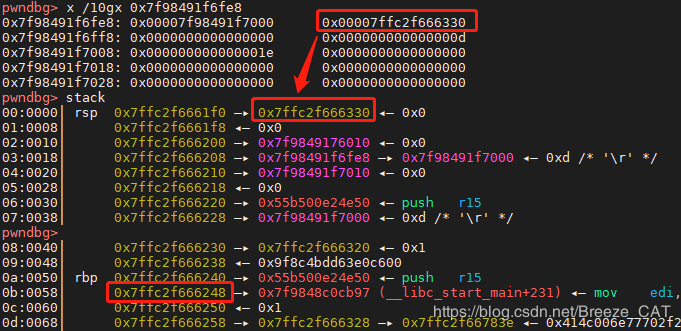 pwndbg> x /10gx 0x7f98491f6fe8
0x7f98491f6fe8: 0x00007f98491f7000 0x00007ffc2f666330
0x7f98491f6ff8: 0x0000000000000000 0x000000000000000d
0x7f98491f7008: 0x000000000000001e 0x0000000000000000
0x7f98491f7018: 0x0000000000000000 0x0000000000000000
0x7f98491f7028: 0x0000000000000000 0x0000000000000000
pwndbg> stack
00:0000│ rsp 0x7ffc2f6661f0 —▸ 0x7ffc2f666330 ◂— 0x0
01:0008│ 0x7ffc2f6661f8 ◂— 0x0
02:0010│ 0x7ffc2f666200 —▸ 0x7f9849176010 ◂— 0x0
03:0018│ 0x7ffc2f666208 —▸ 0x7f98491f6fe8 —▸ 0x7f98491f7000 ◂— 0xd /* '\r' */
04:0020│ 0x7ffc2f666210 —▸ 0x7f98491f7010 ◂— 0x0
05:0028│ 0x7ffc2f666218 ◂— 0x0
06:0030│ 0x7ffc2f666220 —▸ 0x55b500e24e50 ◂— push r15
07:0038│ 0x7ffc2f666228 —▸ 0x7f98491f7000 ◂— 0xd /* '\r' */
pwndbg>
08:0040│ 0x7ffc2f666230 —▸ 0x7ffc2f666320 ◂— 0x1
09:0048│ 0x7ffc2f666238 ◂— 0x9f8c4bdd63e0c600
0a:0050│ rbp 0x7ffc2f666240 —▸ 0x55b500e24e50 ◂— push r15
0b:0058│ 0x7ffc2f666248 —▸ 0x7f9848c0cb97 (__libc_start_main+231) ◂— mov edi,
0c:0060│ 0x7ffc2f666250 ◂— 0x1
0d:0068│ 0x7ffc2f666258 —▸ 0x7ffc2f666328 —▸ 0x7ffc2f66783e ◂— 0x414c006e77702f2
https://blog.csdn.net/Breeze_CAT